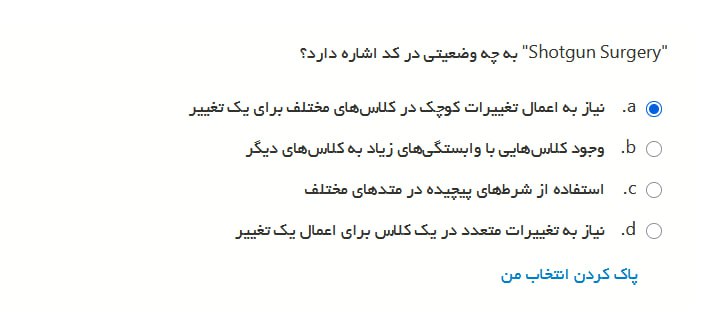 "Shotgun Surgery" به چه وضعیتی در کد اشاره دارد؟
a. نیاز به اعمال تغییرات کوچک در کلاس‌های مختلف برای یک تغییر
b. وجود کلاس‌هایی با وابستگی‌های زیاد به کلاس‌های دیگر
c. استفاده از شرط‌های پیچیده در متدهای مختلف
d. نیاز به تغییرات متعدد در یک کلاس برای اعمال یک تغییر
پاک کردن انتخاب من